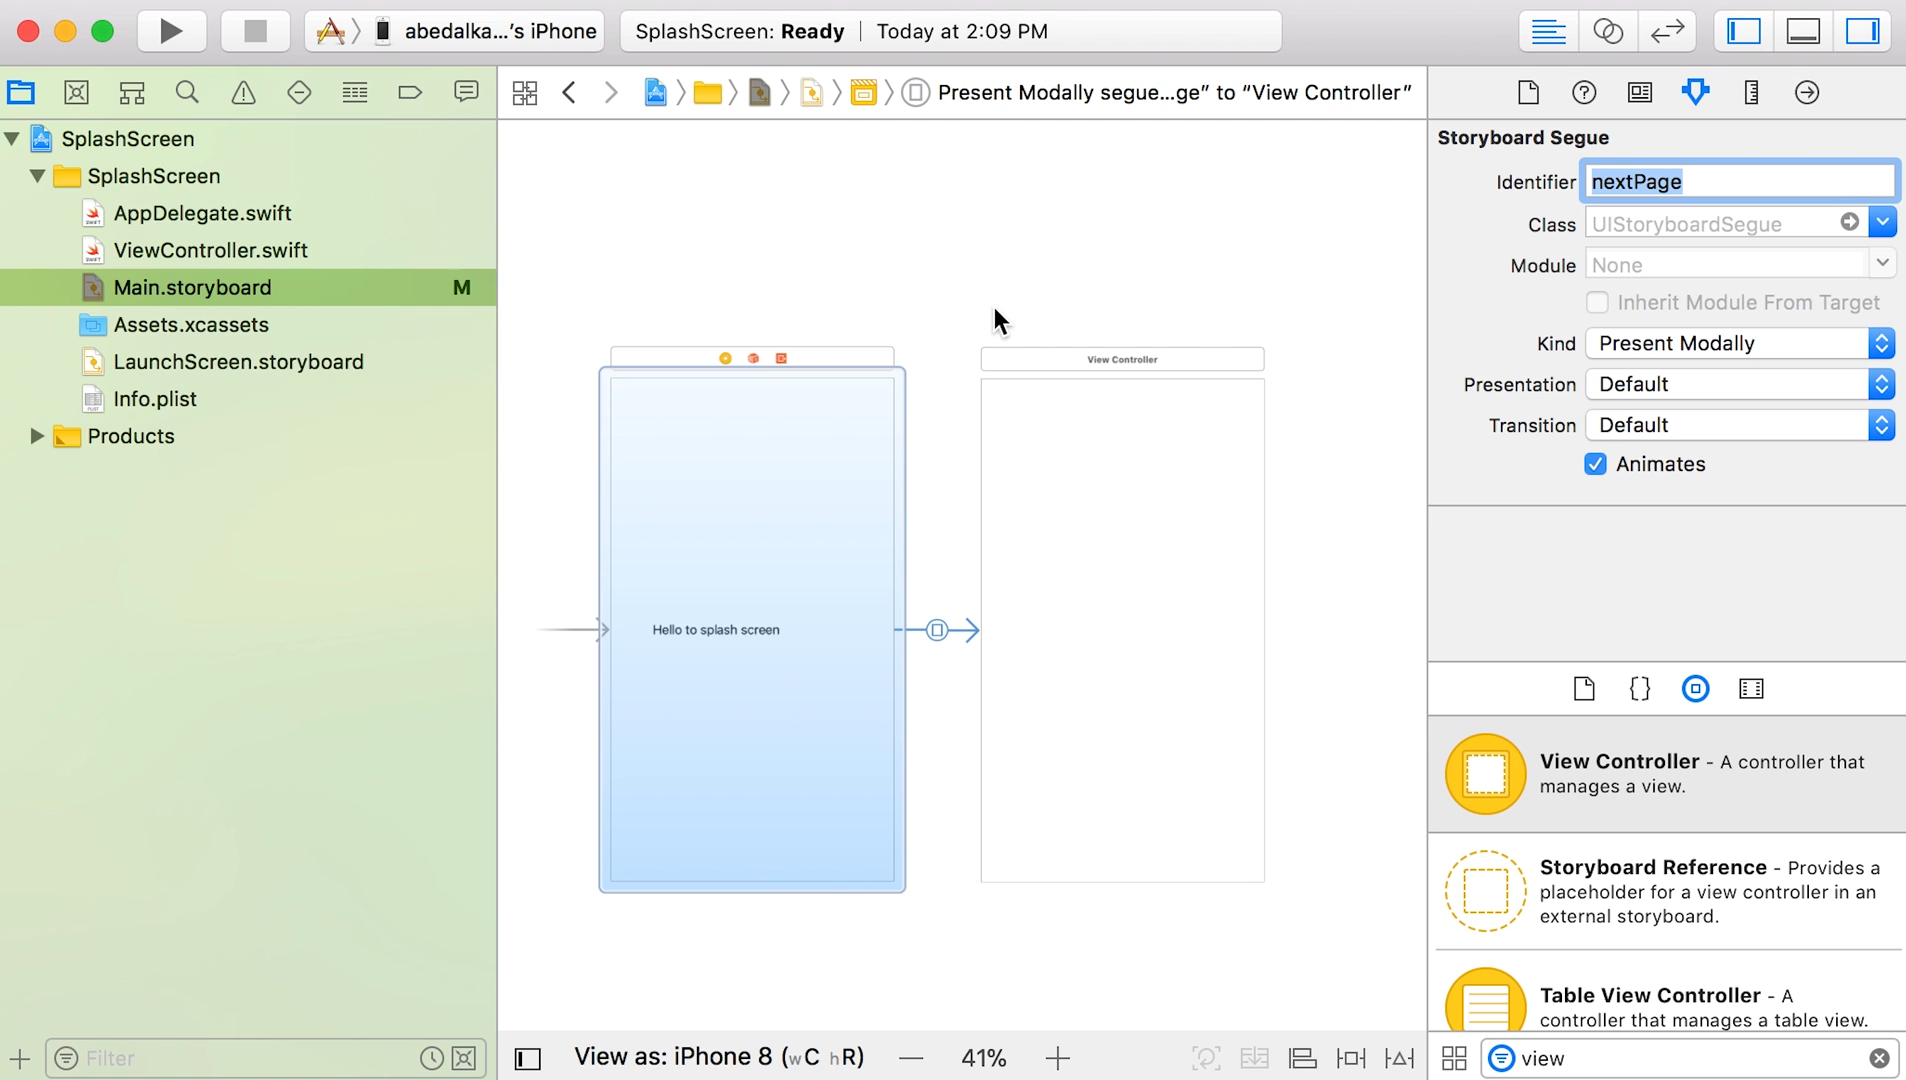 abedalka...'s iPhone
SplashScreen: Ready | Today at 2:09 PM
Present Modally segue...ge” to “View Controller”
SplashScreen
SplashScreen
AppDelegate.swift
ViewController.swift
Main.storyboard M
Assets.xcassets
LaunchScreen.storyboard
Info.plist
Products
Filter
View Controller
Hello to splash screen
View as: iPhone 8 (wC hR)
41%
Storyboard Segue
Identifier nextPage
Class UIStoryboardSegue
Module None
Inherit Module From Target
Kind Present Modally
Presentation Default
Transition Default
Animates
View Controller - A controller that
manages a view.
Storyboard Reference - Provides a
placeholder for a view controller in an
external storyboard.
Table View Controller - A
controller that manages a table view.
view